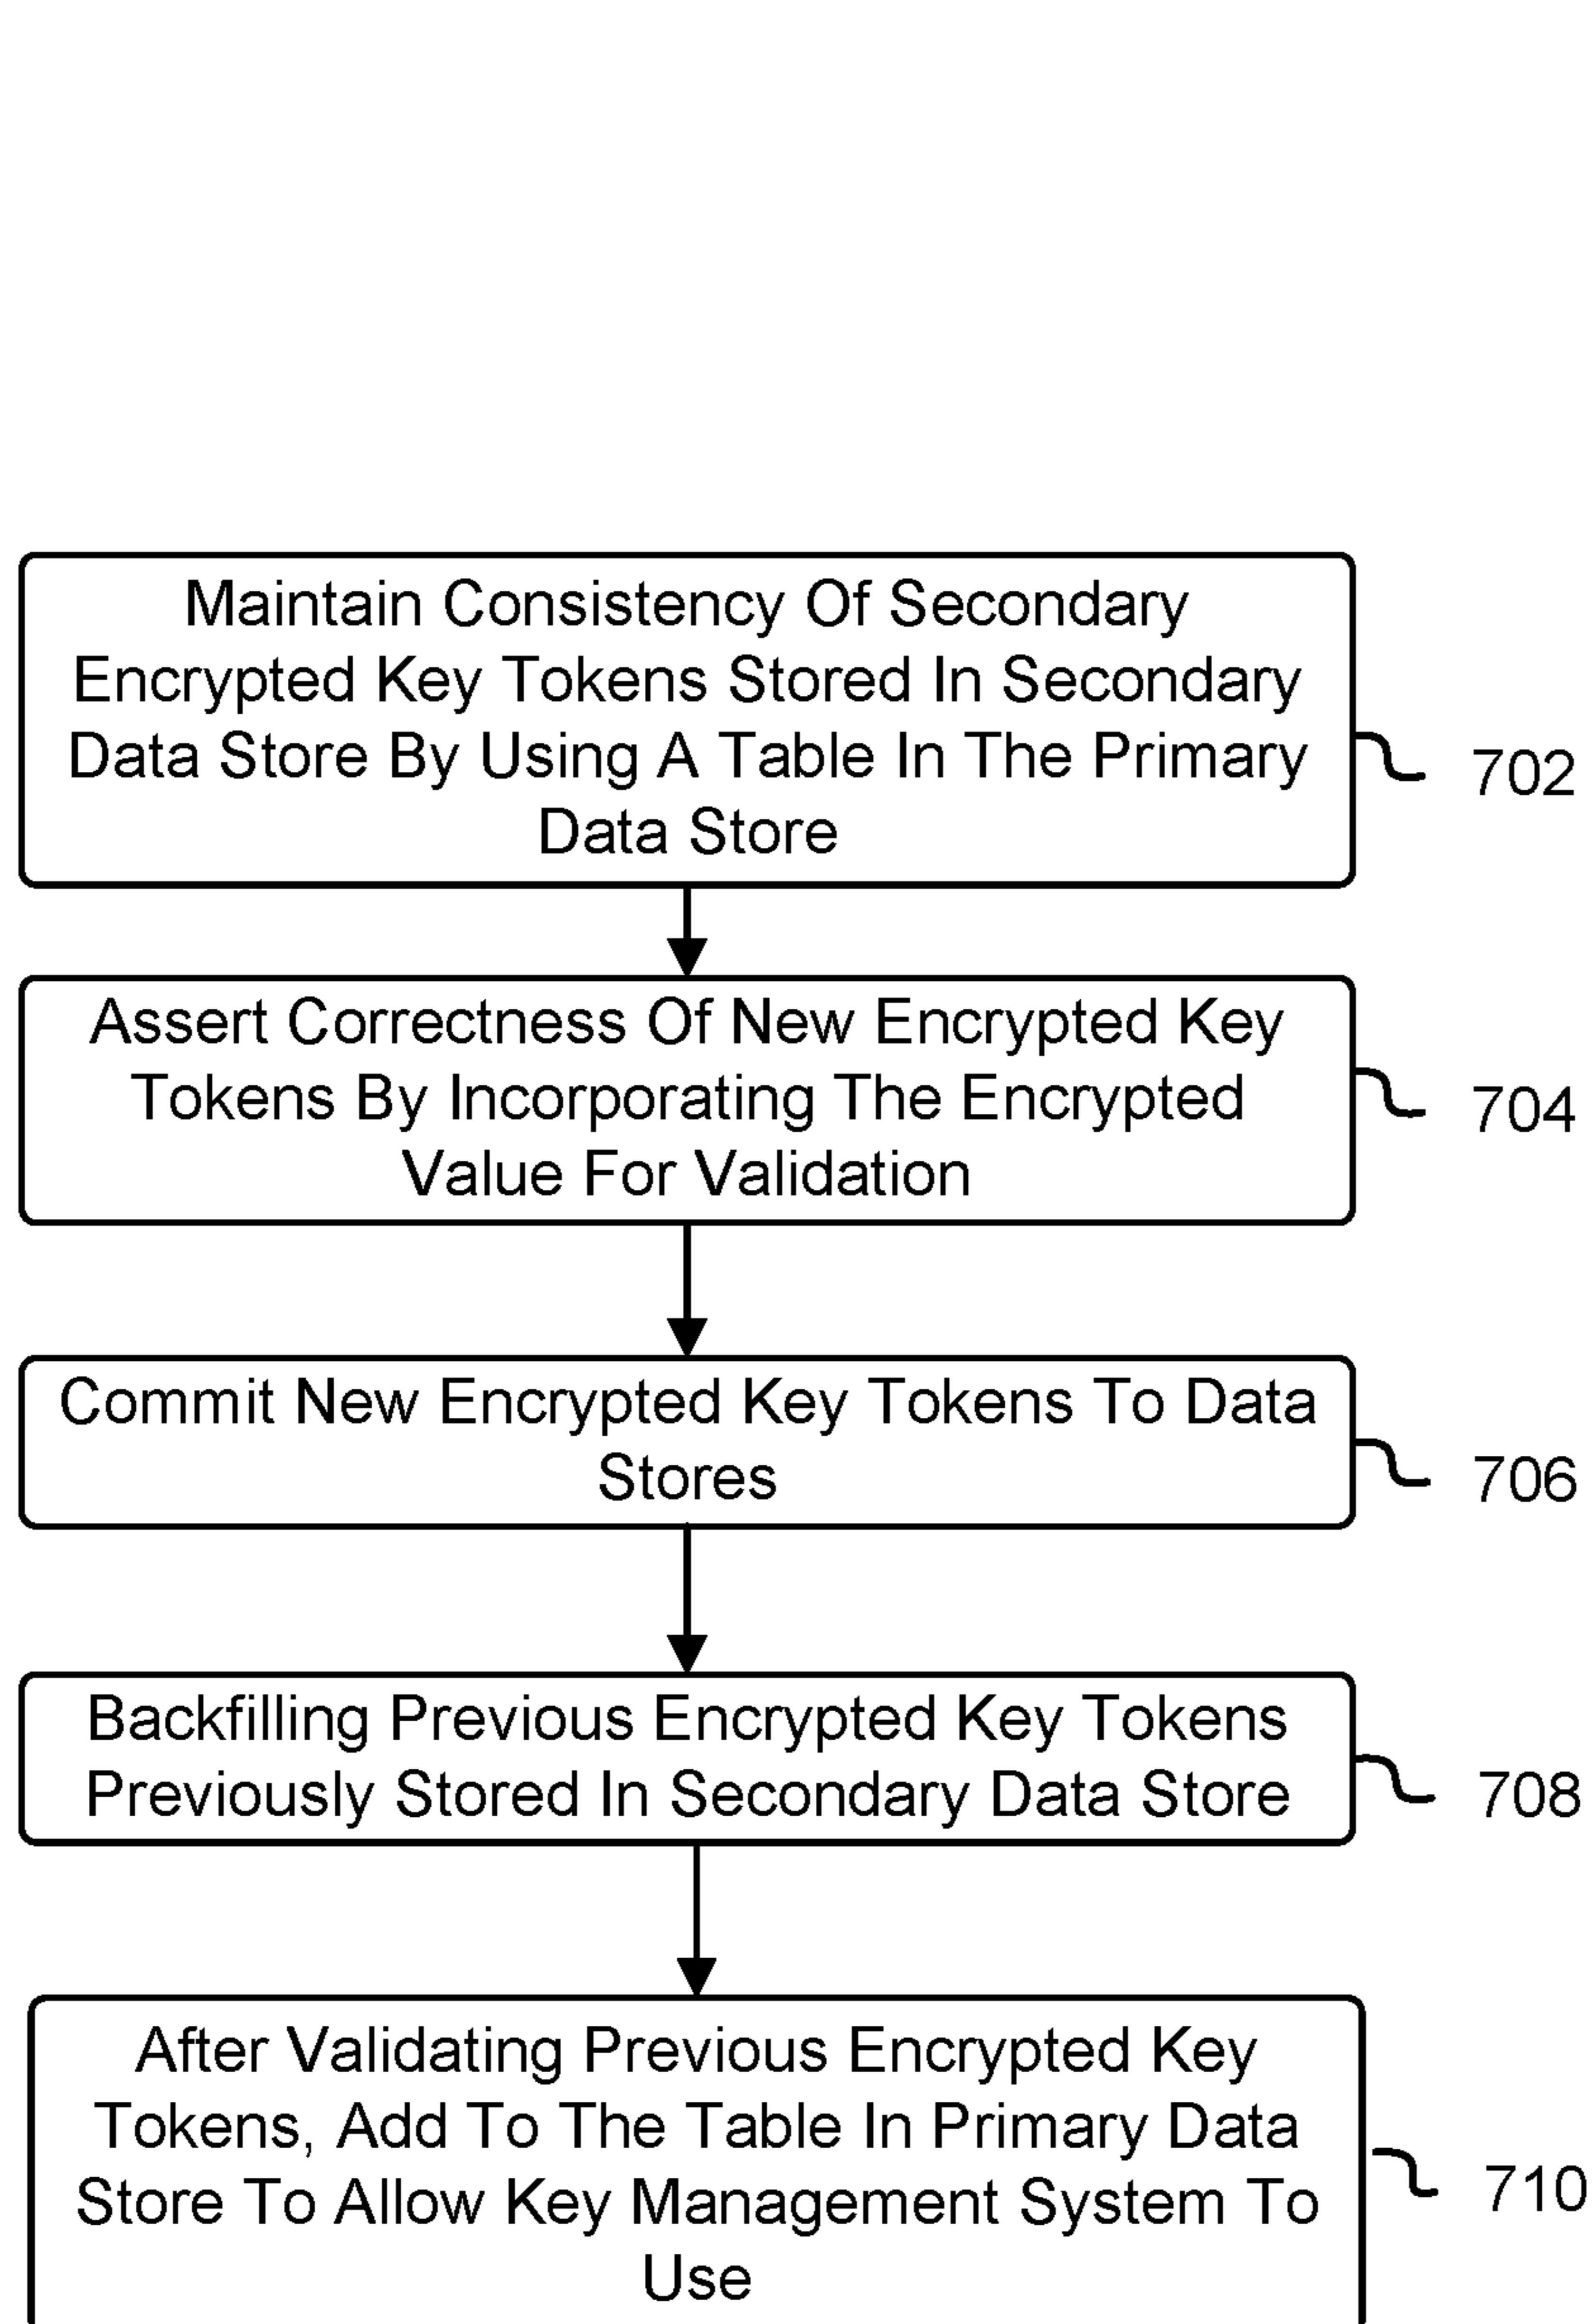 Maintain Consistency Of Secondary
Encrypted Key Tokens Stored In Secondary
Data Store By Using A Table In The Primary
Data Store
702
Assert Correctness Of New Encrypted Key
Tokens By Incorporating The Encrypted
Value For Validation
704
Commit New Encrypted Key Tokens To Data
Stores
706
Backfilling Previous Encrypted Key Tokens
Previously Stored In Secondary Data Store
708
After Validating Previous Encrypted Key
Tokens, Add To The Table In Primary Data
Store To Allow Key Management System To
Use
710